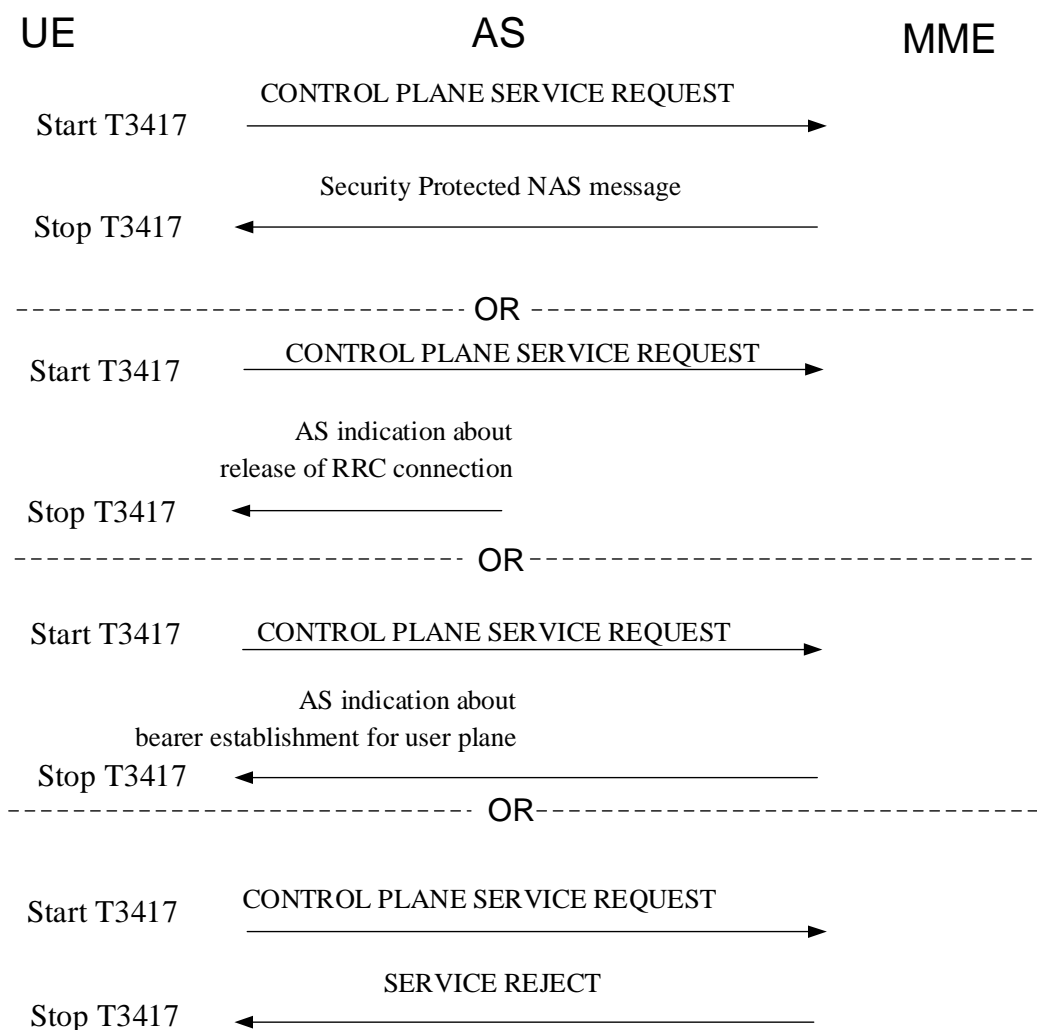 UE AS MME
CONTROL PLANE SERVICE REQUEST
Start T3417
Security Protected NAS message
Stop T3417
OR
CONTROL PLANE SERVICE REQUEST
Start T3417
AS indication about
release of RRC connection
Stop T3417
OR
Start T3417 CONTROL PLANE SERVICE REQUEST
AS indication about
bearer establishment for user plane
Stop T3417
OR
CONTROL PLANE SERVICE REQUEST
Start T3417
SERVICE REJECT
Stop T3417